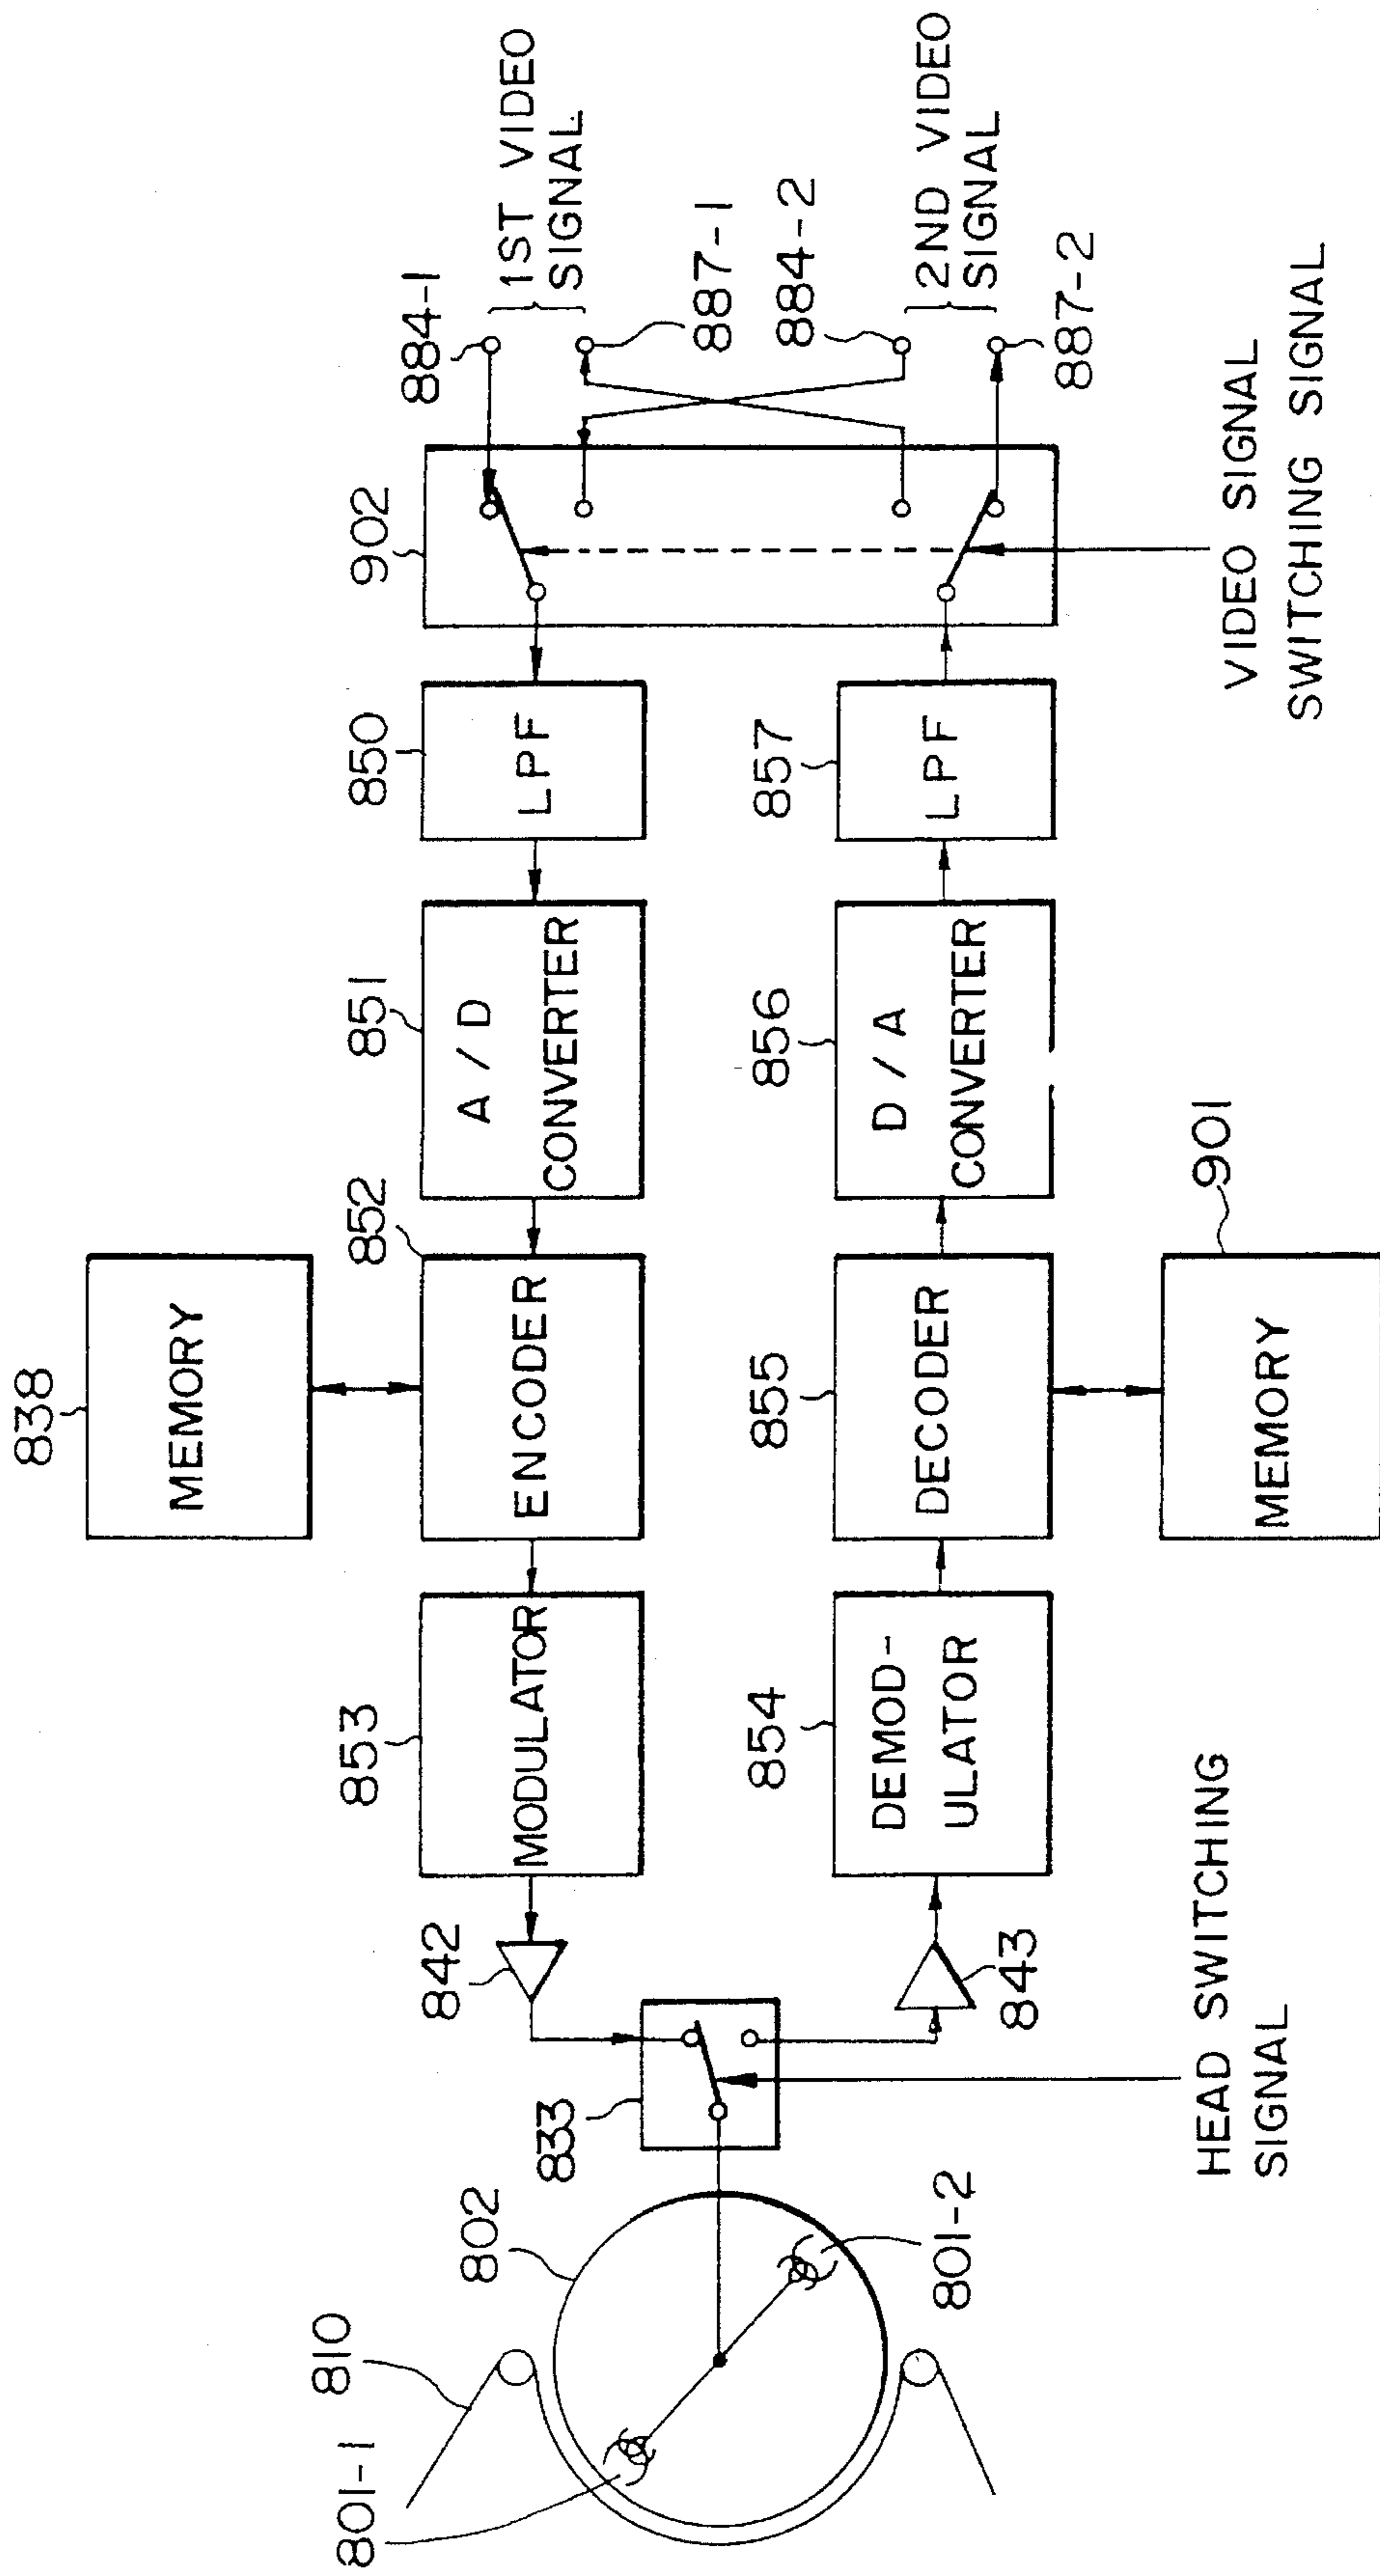 838
MEMORY
853
MODULATOR
852
ENCODER
851
A / D
CONVERTER
850
LPF
902
884-1
1ST VIDEO
SIGNAL
887-1
884-2
2ND VIDEO
SIGNAL
887-2
801-1
810
802
801-2
833
842
843
854
DEMOD-
ULATOR
855
DECODER
856
D / A
CONVERTER
857
LPF
901
MEMORY
HEAD SWITCHING
SIGNAL
VIDEO SIGNAL
SWITCHING SIGNAL